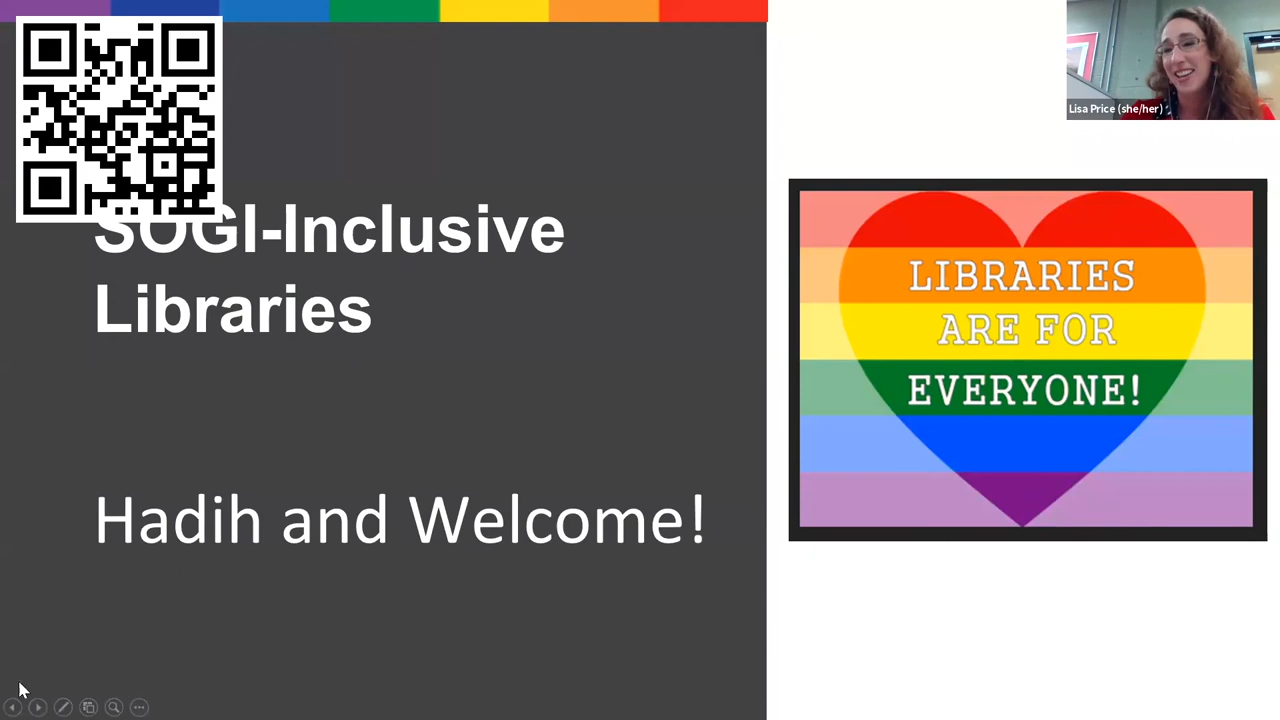 SOGI-Inclusive
Libraries
Hadih and Welcome!
Lisa Price (she/her)
LIBRARIES
ARE FOR
EVERYONE!